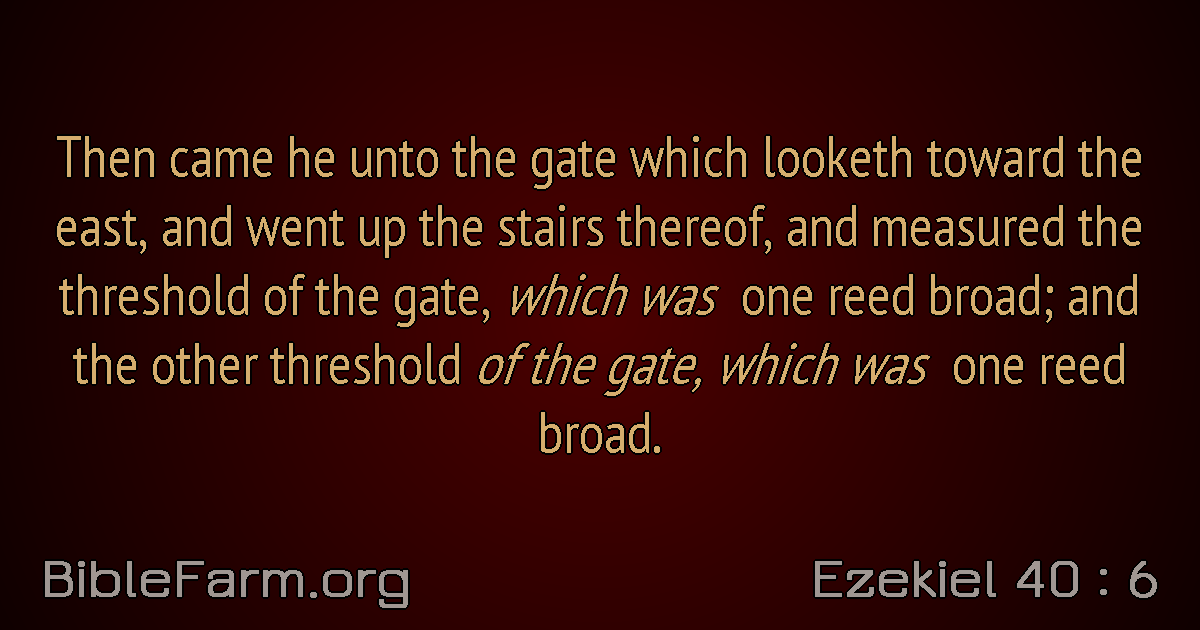 Then came he unto the gate which looketh toward the
east, and went up the stairs thereof, and measured the
threshold of the gate, which was one reed broad; and
the other threshold of the gate, which was one reed
broad.
BibleFarm.org
Ezekiel 40 : 6